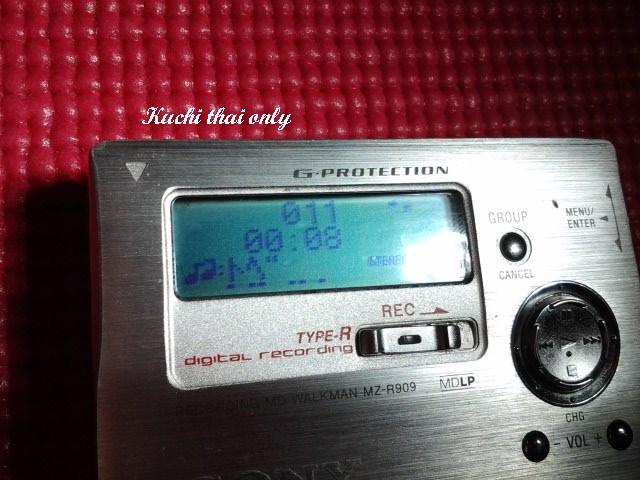 Kuchi thai only
G-PROTECTION
011
00:08
GROUP
CANCEL
MENU/
ENTER
REC
TYPE-R
digital recording
MD WALKMAN MZ-R909
MDLP
CHG
- VOL +